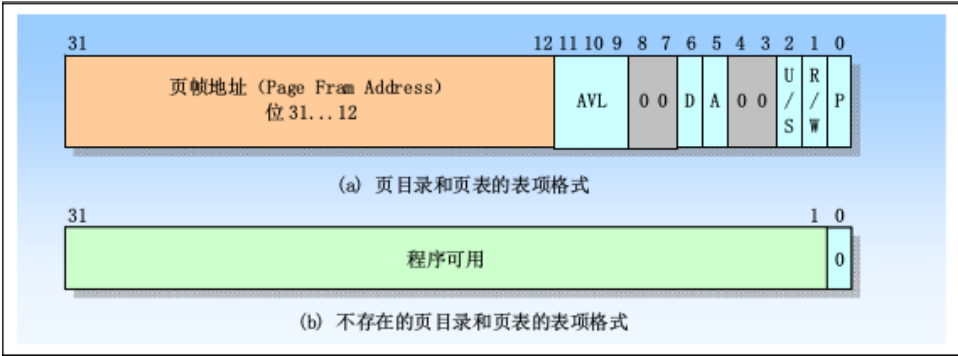 31 12 11 10 9 8 7 6 5 4 3 2 1 0
页帧地址 (Page Fram Address)
位 31...12
AVL 0 0 D A 0 0 U/S R/W P
(a) 页目录和页表的表项格式
31 1 0
程序可用 0
(b) 不存在的页目录和页表的表项格式